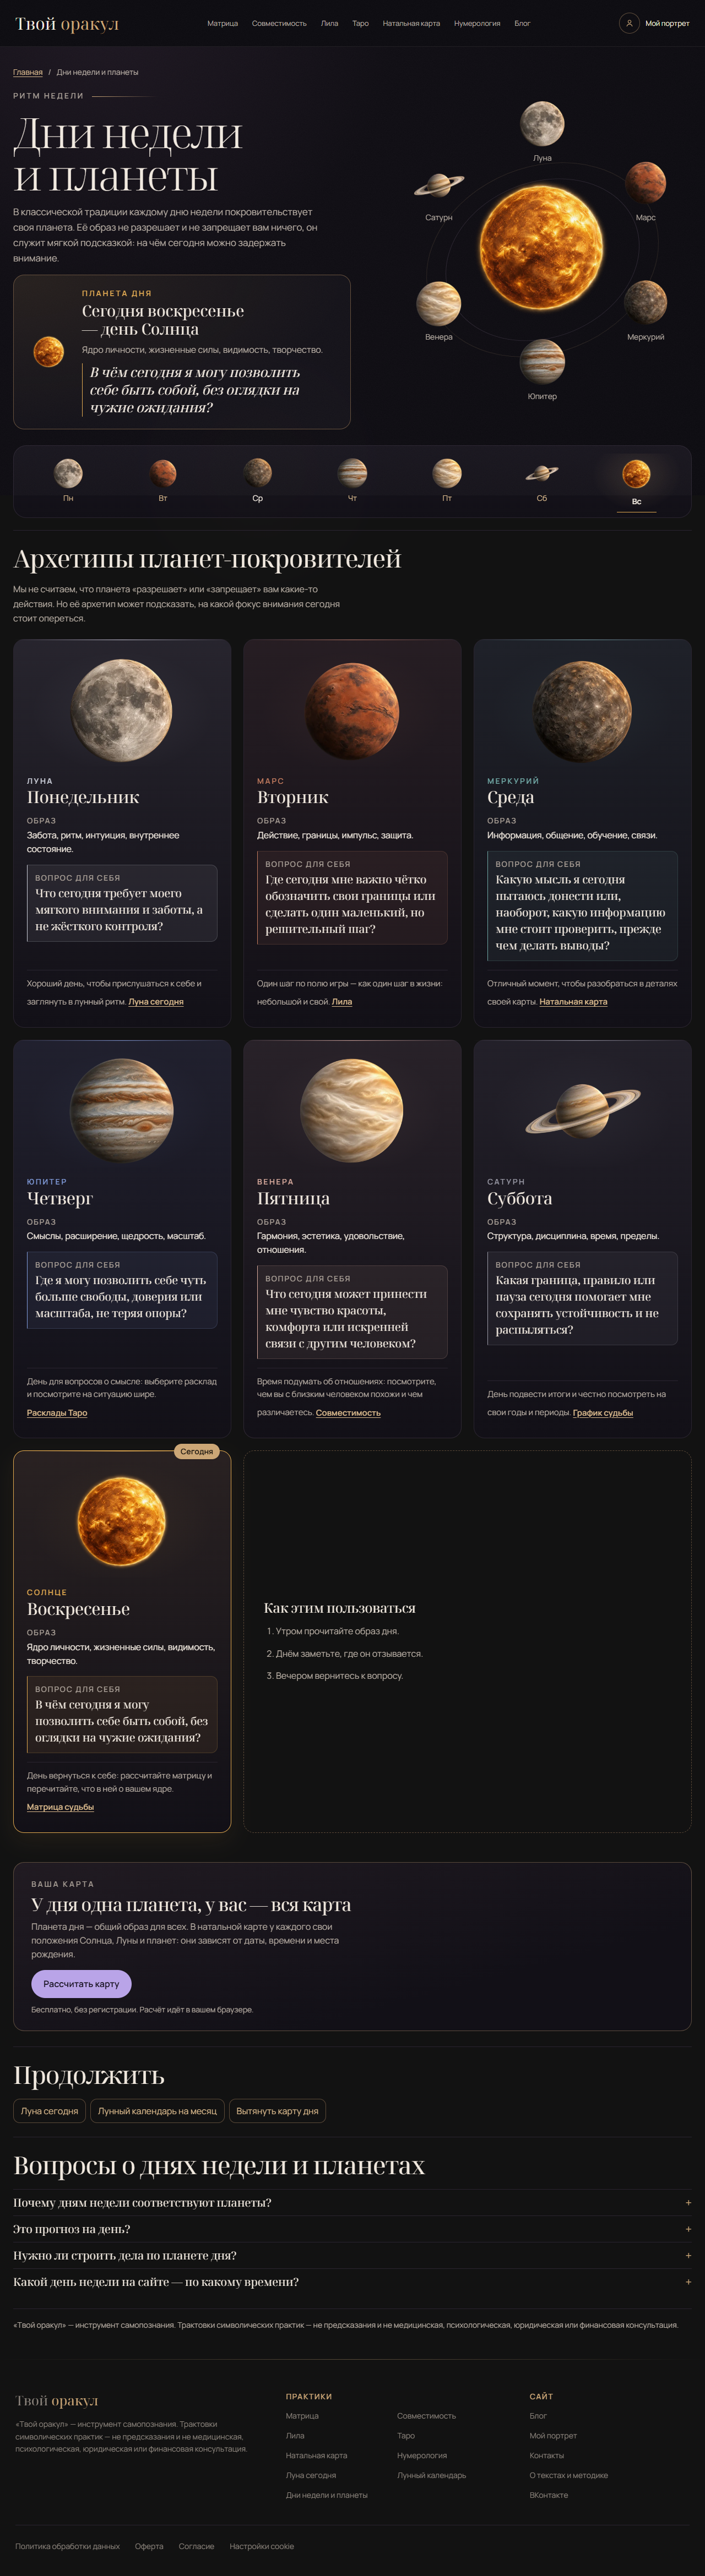 Твой оракул
Матрица Совместимость Лила Таро Натальная карта Нумерология Блог
Мой портрет
Главная / Дни недели и планеты
РИТМ НЕДЕЛИ
Дни недели
и планеты
В классической традиции каждому дню недели покровительствует
своя планета. Её образ не разрешает и не запрещает вам ничего, он
служит мягкой подсказкой: на чём сегодня можно задержать
внимание.
ПЛАНЕТА ДНЯ
Сегодня воскресенье
— день Солнца
Ядро личности, жизненные силы, видимость, творчество.
В чём сегодня я могу позволить
себе быть собой, без оглядки на
чужие ожидания?
Луна
Сатурн
Марс
Венера
Меркурий
Юпитер
Пн Вт Ср Чт Пт Сб Вс
Архетипы планет-покровителей
Мы не считаем, что планета «разрешает» или «запрещает» вам какие-то
действия. Но её архетип может подсказать, на какой фокус внимания сегодня
стоит опереться.
ЛУНА
Понедельник
ОБРАЗ
Забота, ритм, интуиция, внутреннее
состояние.
ВОПРОС ДЛЯ СЕБЯ
Что сегодня требует моего
мягкого внимания и заботы, а
не жёсткого контроля?
Хороший день, чтобы прислушаться к себе и
заглянуть в лунный ритм. Луна сегодня
МАРС
Вторник
ОБРАЗ
Действие, границы, импульс, защита.
ВОПРОС ДЛЯ СЕБЯ
Где сегодня мне важно чётко
обозначить свои границы или
сделать один маленький, но
решительный шаг?
Один шаг по полю игры — как один шаг в жизни:
небольшой и свой. Лила
МЕРКУРИЙ
Среда
ОБРАЗ
Информация, общение, обучение, связи.
ВОПРОС ДЛЯ СЕБЯ
Какую мысль я сегодня
пытаюсь донести или,
наоборот, какую информацию
мне стоит проверить, прежде
чем делать выводы?
Отличный момент, чтобы разобраться в деталях
своей карты. Натальная карта
ЮПИТЕР
Четверг
ОБРАЗ
Смыслы, расширение, щедрость, масштаб.
ВОПРОС ДЛЯ СЕБЯ
Где я могу позволить себе чуть
больше свободы, доверия или
масштаба, не теряя опоры?
День для вопросов о смысле: выберите расклад
и посмотрите на ситуацию шире.
Расклады Таро
ВЕНЕРА
Пятница
ОБРАЗ
Гармония, эстетика, удовольствие,
отношения.
ВОПРОС ДЛЯ СЕБЯ
Что сегодня может принести
мне чувство красоты,
комфорта или искренней
связи с другим человеком?
Время подумать об отношениях: посмотрите,
чем вы с близким человеком похожи и чем
различаетесь. Совместимость
САТУРН
Суббота
ОБРАЗ
Структура, дисциплина, время, пределы.
ВОПРОС ДЛЯ СЕБЯ
Какая граница, правило или
пауза сегодня помогает мне
сохранять устойчивость и не
распыляться?
День подвести итоги и честно посмотреть на
свои годы и периоды. График судьбы
Сегодня
СОЛНЦЕ
Воскресенье
ОБРАЗ
Ядро личности, жизненные силы, видимость,
творчество.
ВОПРОС ДЛЯ СЕБЯ
В чём сегодня я могу
позволить себе быть собой, без
оглядки на чужие ожидания?
День вернуться к себе: рассчитайте матрицу и
перечитайте, что в ней о вашем ядре.
Матрица судьбы
Как этим пользоваться
1. Утром прочитайте образ дня.
2. Днём заметьте, где он отзывается.
3. Вечером вернитесь к вопросу.
ВАША КАРТА
У дня одна планета, у вас — вся карта
Планета дня — общий образ для всех. В натальной карте у каждого свои
положения Солнца, Луны и планет: они зависят от даты, времени и места
рождения.
Рассчитать карту
Бесплатно, без регистрации. Расчёт идёт в вашем браузере.
Продолжить
Луна сегодня Лунный календарь на месяц Вытянуть карту дня
Вопросы о днях недели и планетах
Почему дням недели соответствуют планеты? +
Это прогноз на день? +
Нужно ли строить дела по планете дня? +
Какой день недели на сайте — по какому времени? +
«Твой оракул» — инструмент самопознания. Трактовки символических практик — не предсказания и не медицинская, психологическая, юридическая или финансовая консультация.
Твой оракул
«Твой оракул» — инструмент самопознания. Трактовки
символических практик — не предсказания и не медицинская,
психологическая, юридическая или финансовая консультация.
ПРАКТИКИ
Матрица Совместимость
Лила Таро
Натальная карта Нумерология
Луна сегодня Лунный календарь
Дни недели и планеты
САЙТ
Блог
Мой портрет
Контакты
О текстах и методике
ВКонтакте
Политика обработки данных Оферта Согласие Настройки cookie